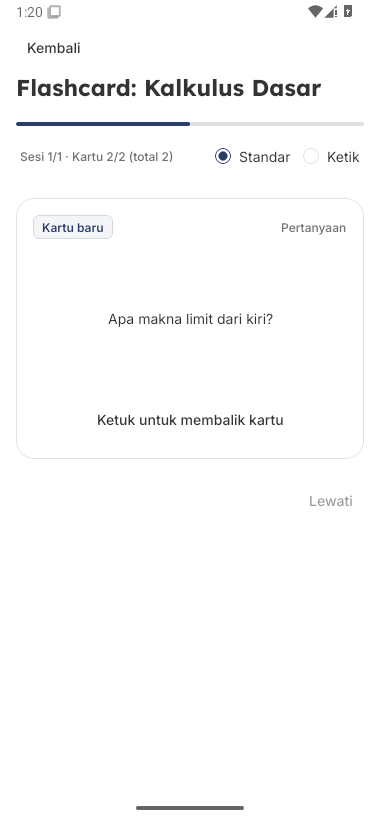 1:20
Kembali
Flashcard: Kalkulus Dasar
Sesi 1/1 · Kartu 2/2 (total 2)
Standar
Ketik
Kartu baru
Pertanyaan
Apa makna limit dari kiri?
Ketuk untuk membalik kartu
Lewati